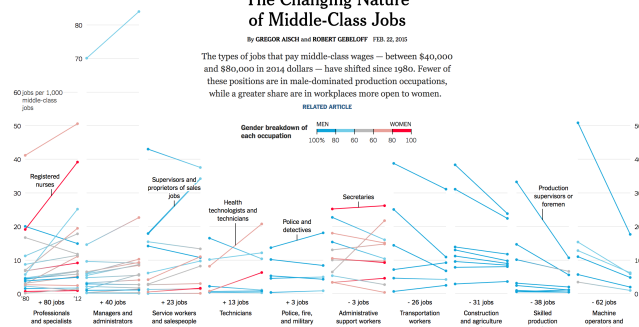 The Changing Nature
of Middle-Class Jobs
By GREGOR AISCH and ROBERT GEBELOFF FEB. 22, 2015
The types of jobs that pay middle-class wages — between $40,000
and $80,000 in 2014 dollars — have shifted since 1980. Fewer of
these positions are in male-dominated production occupations,
while a greater share are in workplaces more open to women.
RELATED ARTICLE
Gender breakdown of
each occupation
MEN WOMEN
100% 80 60 60 80 100
80
70
60 jobs per 1,000
middle-class
jobs
50
40
30
20
10
0
50
40
30
20
10
0
Registered
nurses
Supervisors and
proprietors of sales
jobs
Health
technologists and
technicians
Police and
detectives
Secretaries
Production
supervisors or
foremen
'80 '12
+ 80 jobs
Professionals
and specialists
+ 40 jobs
Managers and
administrators
+ 23 jobs
Service workers
and salespeople
+ 13 jobs
Technicians
+ 3 jobs
Police, fire,
and military
- 3 jobs
Administrative
support workers
- 26 jobs
Transportation
workers
- 31 jobs
Construction
and agriculture
- 38 jobs
Skilled
production
- 62 jobs
Machine
operators and